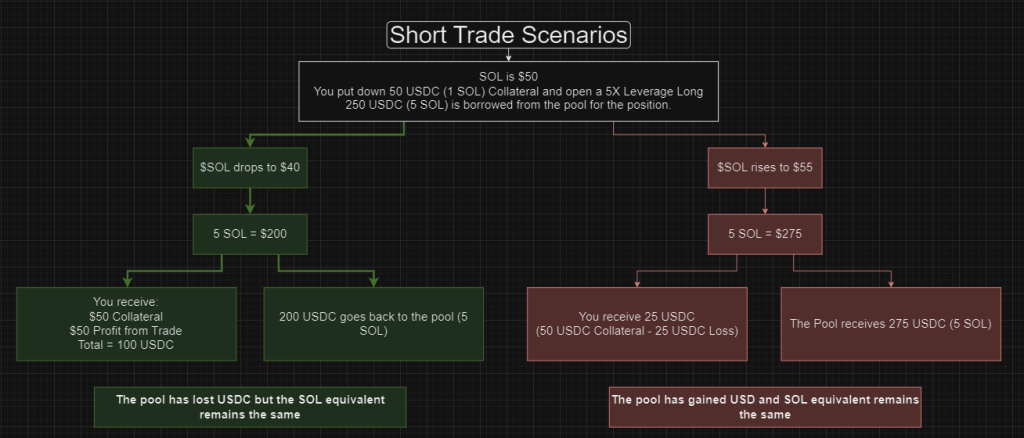 Short Trade Scenarios
SOL is $50
You put down 50 USDC (1 SOL) Collateral and open a 5X Leverage Long
250 USDC (5 SOL) is borrowed from the pool for the position.
$SOL drops to $40
$SOL rises to $55
5 SOL = $200
5 SOL = $275
You receive:
$50 Collateral
$50 Profit from Trade
Total = 100 USDC
200 USDC goes back to the pool (5
SOL)
You receive 25 USDC
(50 USDC Collateral - 25 USDC Loss)
The Pool receives 275 USDC (5 SOL)
The pool has lost USDC but the SOL equivalent
remains the same
The pool has gained USD and SOL equivalent remains
the same